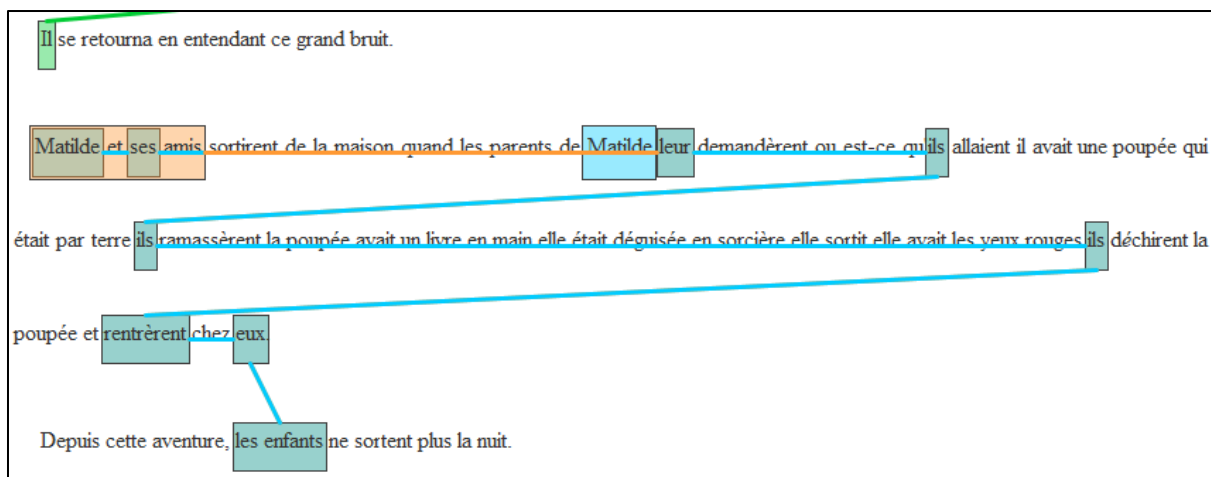 Il se retourna en entendant ce grand bruit.
Matilde et ses amis sortirent de la maison quand les parents de Matilde leur demandèrent ou est-ce qu'ils allaient il avait une poupée qui
était par terre ils ramassèrent la poupée avait un livre en main elle était déguisée en sorcière elle sortit elle avait les yeux rouges ils déchirent la
poupée et rentrèrent chez eux.
Depuis cette aventure, les enfants ne sortent plus la nuit.